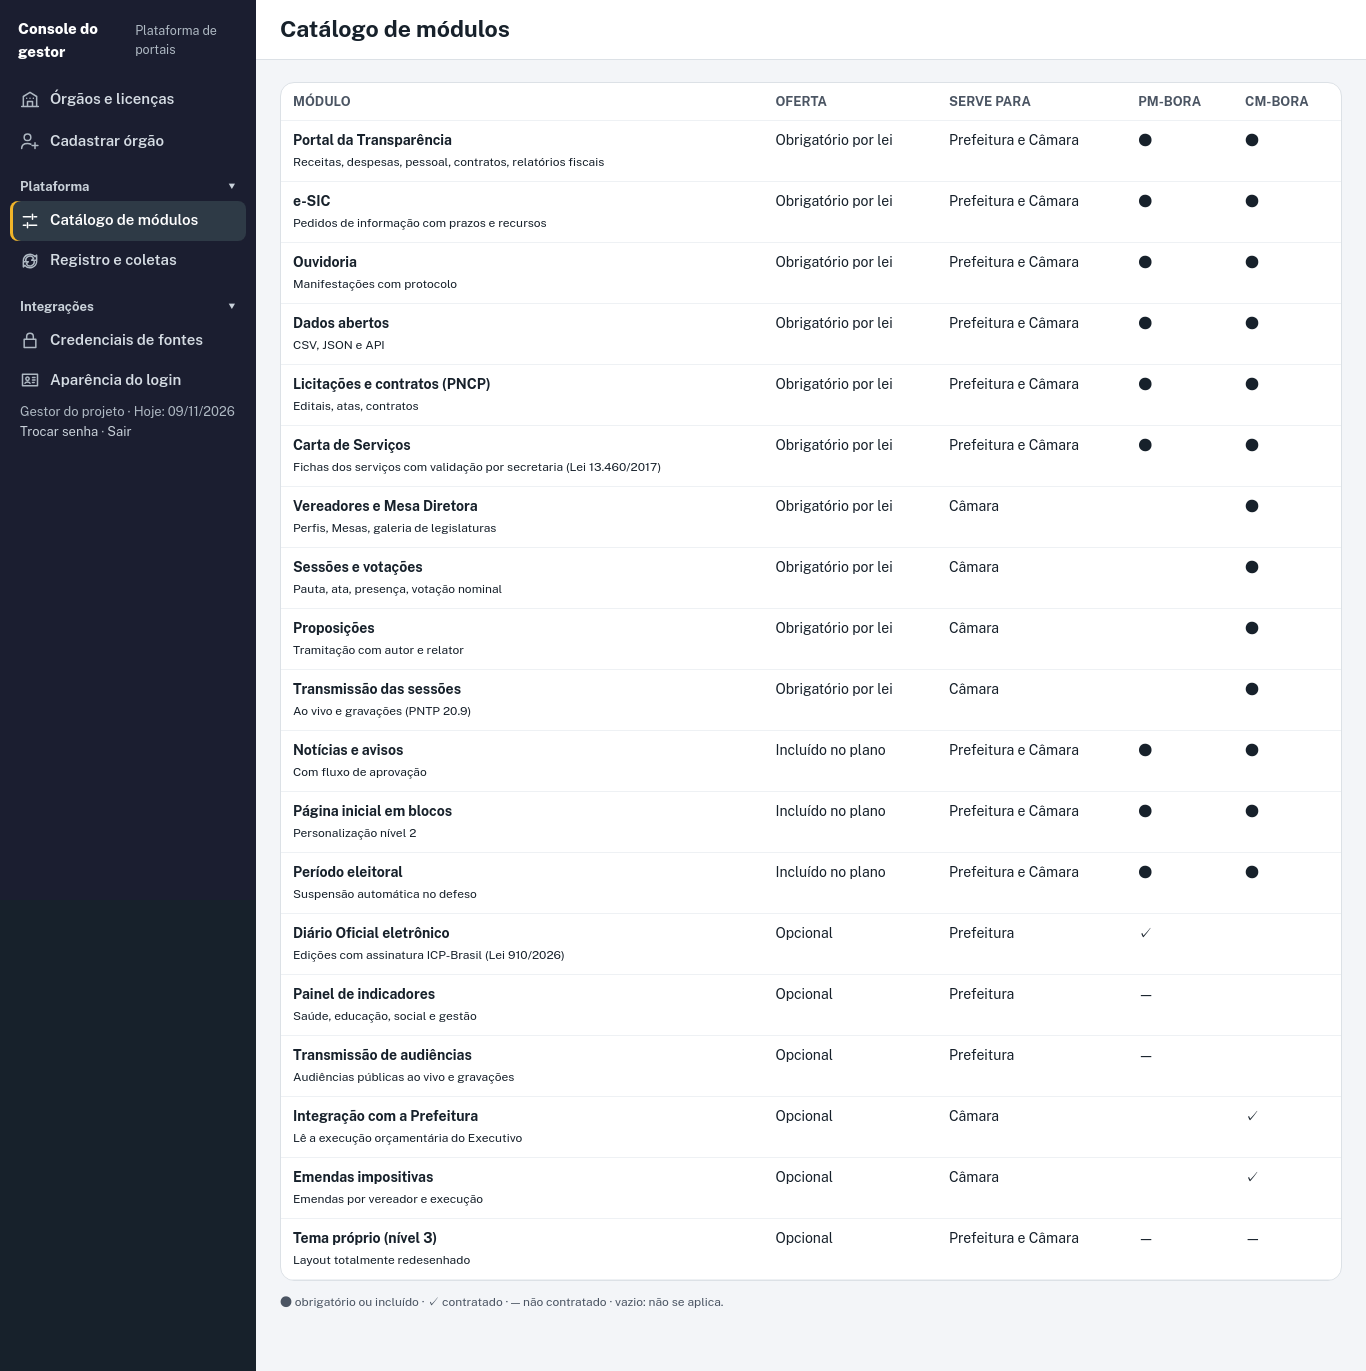 Console do gestor
Plataforma de portais
Órgãos e licenças
Cadastrar órgão
Plataforma ▼
Catálogo de módulos
Registro e coletas
Integrações ▼
Credenciais de fontes
Aparência do login
Gestor do projeto · Hoje: 09/11/2026
Trocar senha · Sair
Catálogo de módulos
MÓDULO OFERTA SERVE PARA PM-BORA CM-BORA
Portal da Transparência Obrigatório por lei Prefeitura e Câmara ● ●
Receitas, despesas, pessoal, contratos, relatórios fiscais
e-SIC Obrigatório por lei Prefeitura e Câmara ● ●
Pedidos de informação com prazos e recursos
Ouvidoria Obrigatório por lei Prefeitura e Câmara ● ●
Manifestações com protocolo
Dados abertos Obrigatório por lei Prefeitura e Câmara ● ●
CSV, JSON e API
Licitações e contratos (PNCP) Obrigatório por lei Prefeitura e Câmara ● ●
Editais, atas, contratos
Carta de Serviços Obrigatório por lei Prefeitura e Câmara ● ●
Fichas dos serviços com validação por secretaria (Lei 13.460/2017)
Vereadores e Mesa Diretora Obrigatório por lei Câmara ●
Perfis, Mesas, galeria de legislaturas
Sessões e votações Obrigatório por lei Câmara ●
Pauta, ata, presença, votação nominal
Proposições Obrigatório por lei Câmara ●
Tramitação com autor e relator
Transmissão das sessões Obrigatório por lei Câmara ●
Ao vivo e gravações (PNTP 20.9)
Notícias e avisos Incluído no plano Prefeitura e Câmara ● ●
Com fluxo de aprovação
Página inicial em blocos Incluído no plano Prefeitura e Câmara ● ●
Personalização nível 2
Período eleitoral Incluído no plano Prefeitura e Câmara ● ●
Suspensão automática no defeso
Diário Oficial eletrônico Opcional Prefeitura ✓
Edições com assinatura ICP-Brasil (Lei 910/2026)
Painel de indicadores Opcional Prefeitura —
Saúde, educação, social e gestão
Transmissão de audiências Opcional Prefeitura —
Audiências públicas ao vivo e gravações
Integração com a Prefeitura Opcional Câmara ✓
Lê a execução orçamentária do Executivo
Emendas impositivas Opcional Câmara ✓
Emendas por vereador e execução
Tema próprio (nível 3) Opcional Prefeitura e Câmara — —
Layout totalmente redesenhado
● obrigatório ou incluído · ✓ contratado · — não contratado · vazio: não se aplica.